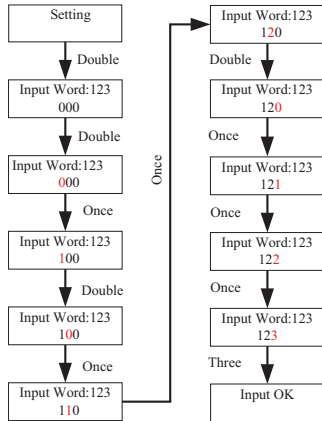 Setting
Double
Input Word:123
000
Double
Input Word:123
000
Once
Input Word:123
100
Double
Input Word:123
100
Once
Input Word:123
110
Once
Input Word:123
120
Double
Input Word:123
120
Once
Input Word:123
121
Once
Input Word:123
122
Once
Input Word:123
123
Three
Input OK